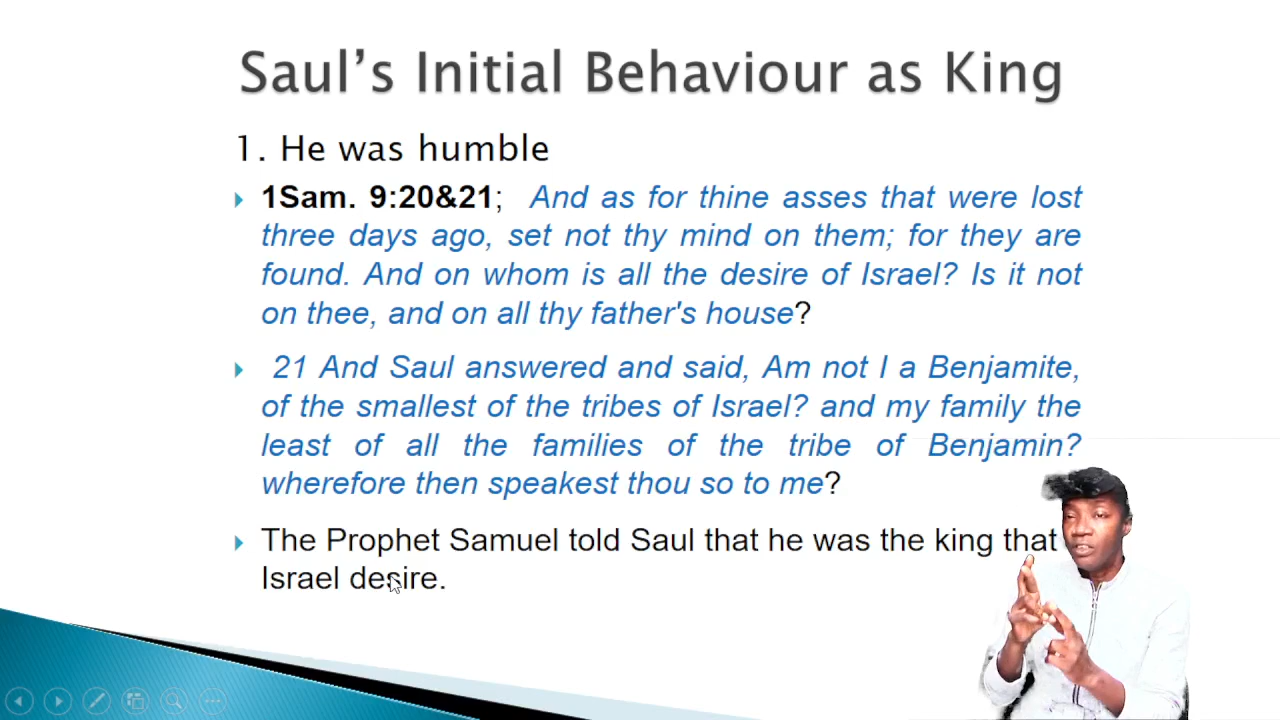 Saul's Initial Behaviour as King
1. He was humble
1Sam. 9:20&21; And as for thine asses that were lost
three days ago, set not thy mind on them; for they are
found. And on whom is all the desire of Israel? Is it not
on thee, and on all thy father's house?
21 And Saul answered and said, Am not I a Benjamite,
of the smallest of the tribes of Israel? and my family the
least of all the families of the tribe of Benjamin?
wherefore then speakest thou so to me?
The Prophet Samuel told Saul that he was the king that
Israel desire.